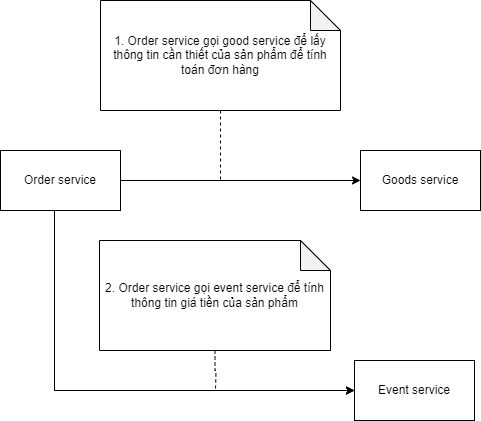 1. Order service gọi good service để lấy
thông tin cần thiết của sản phẩm để tính
toán đơn hàng
Order service
Goods service
2. Order service gọi event service để tính
thông tin giá tiền của sản phẩm
Event service